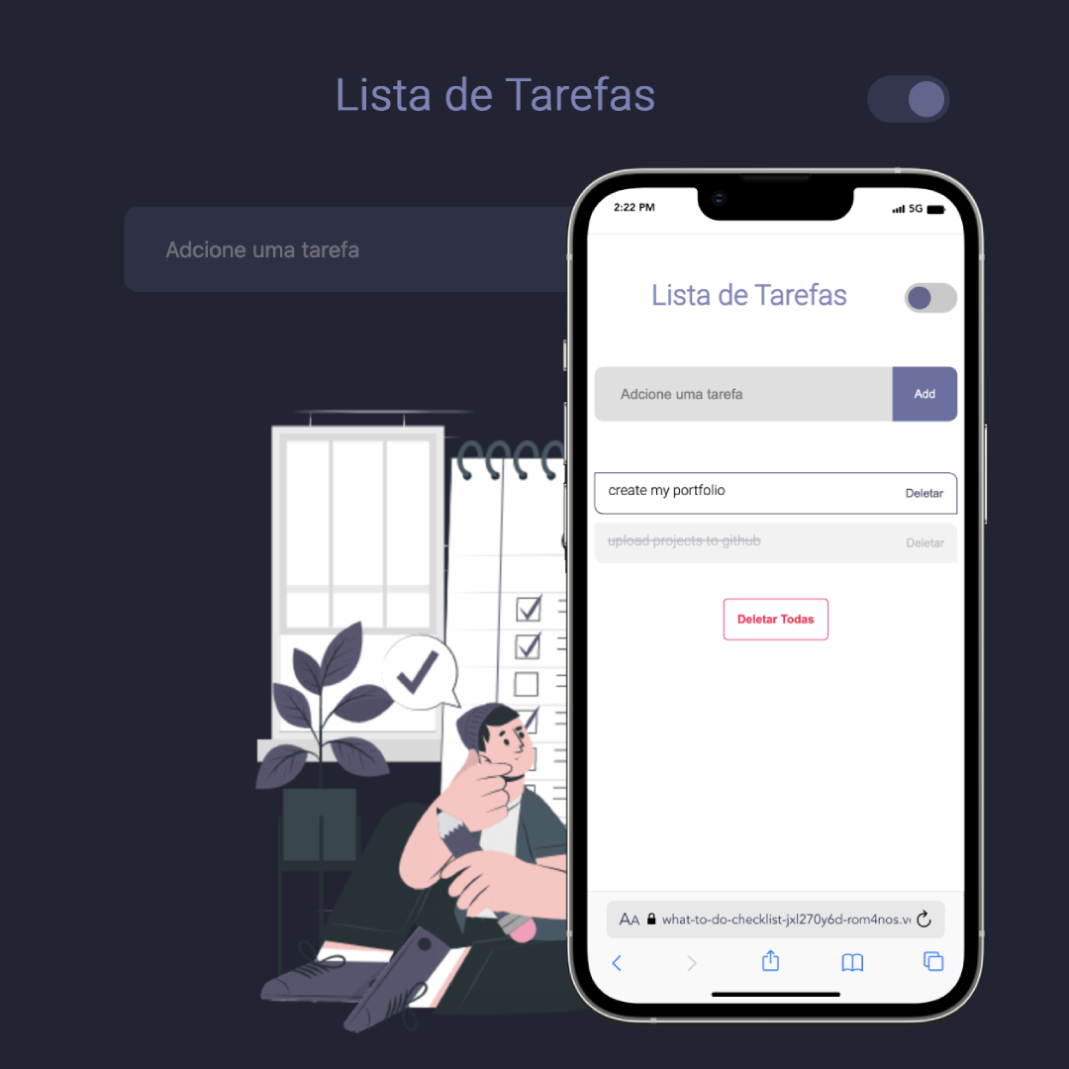 Lista de Tarefas
Adcione uma tarefa
2:22 PM
5G
Lista de Tarefas
Adcione uma tarefa
Add
create my portfolio
Deletar
upload projects to github
Deletar
Deletar Todas
AA what-to-do-checklist-jxl270y6d-rom4nos.v